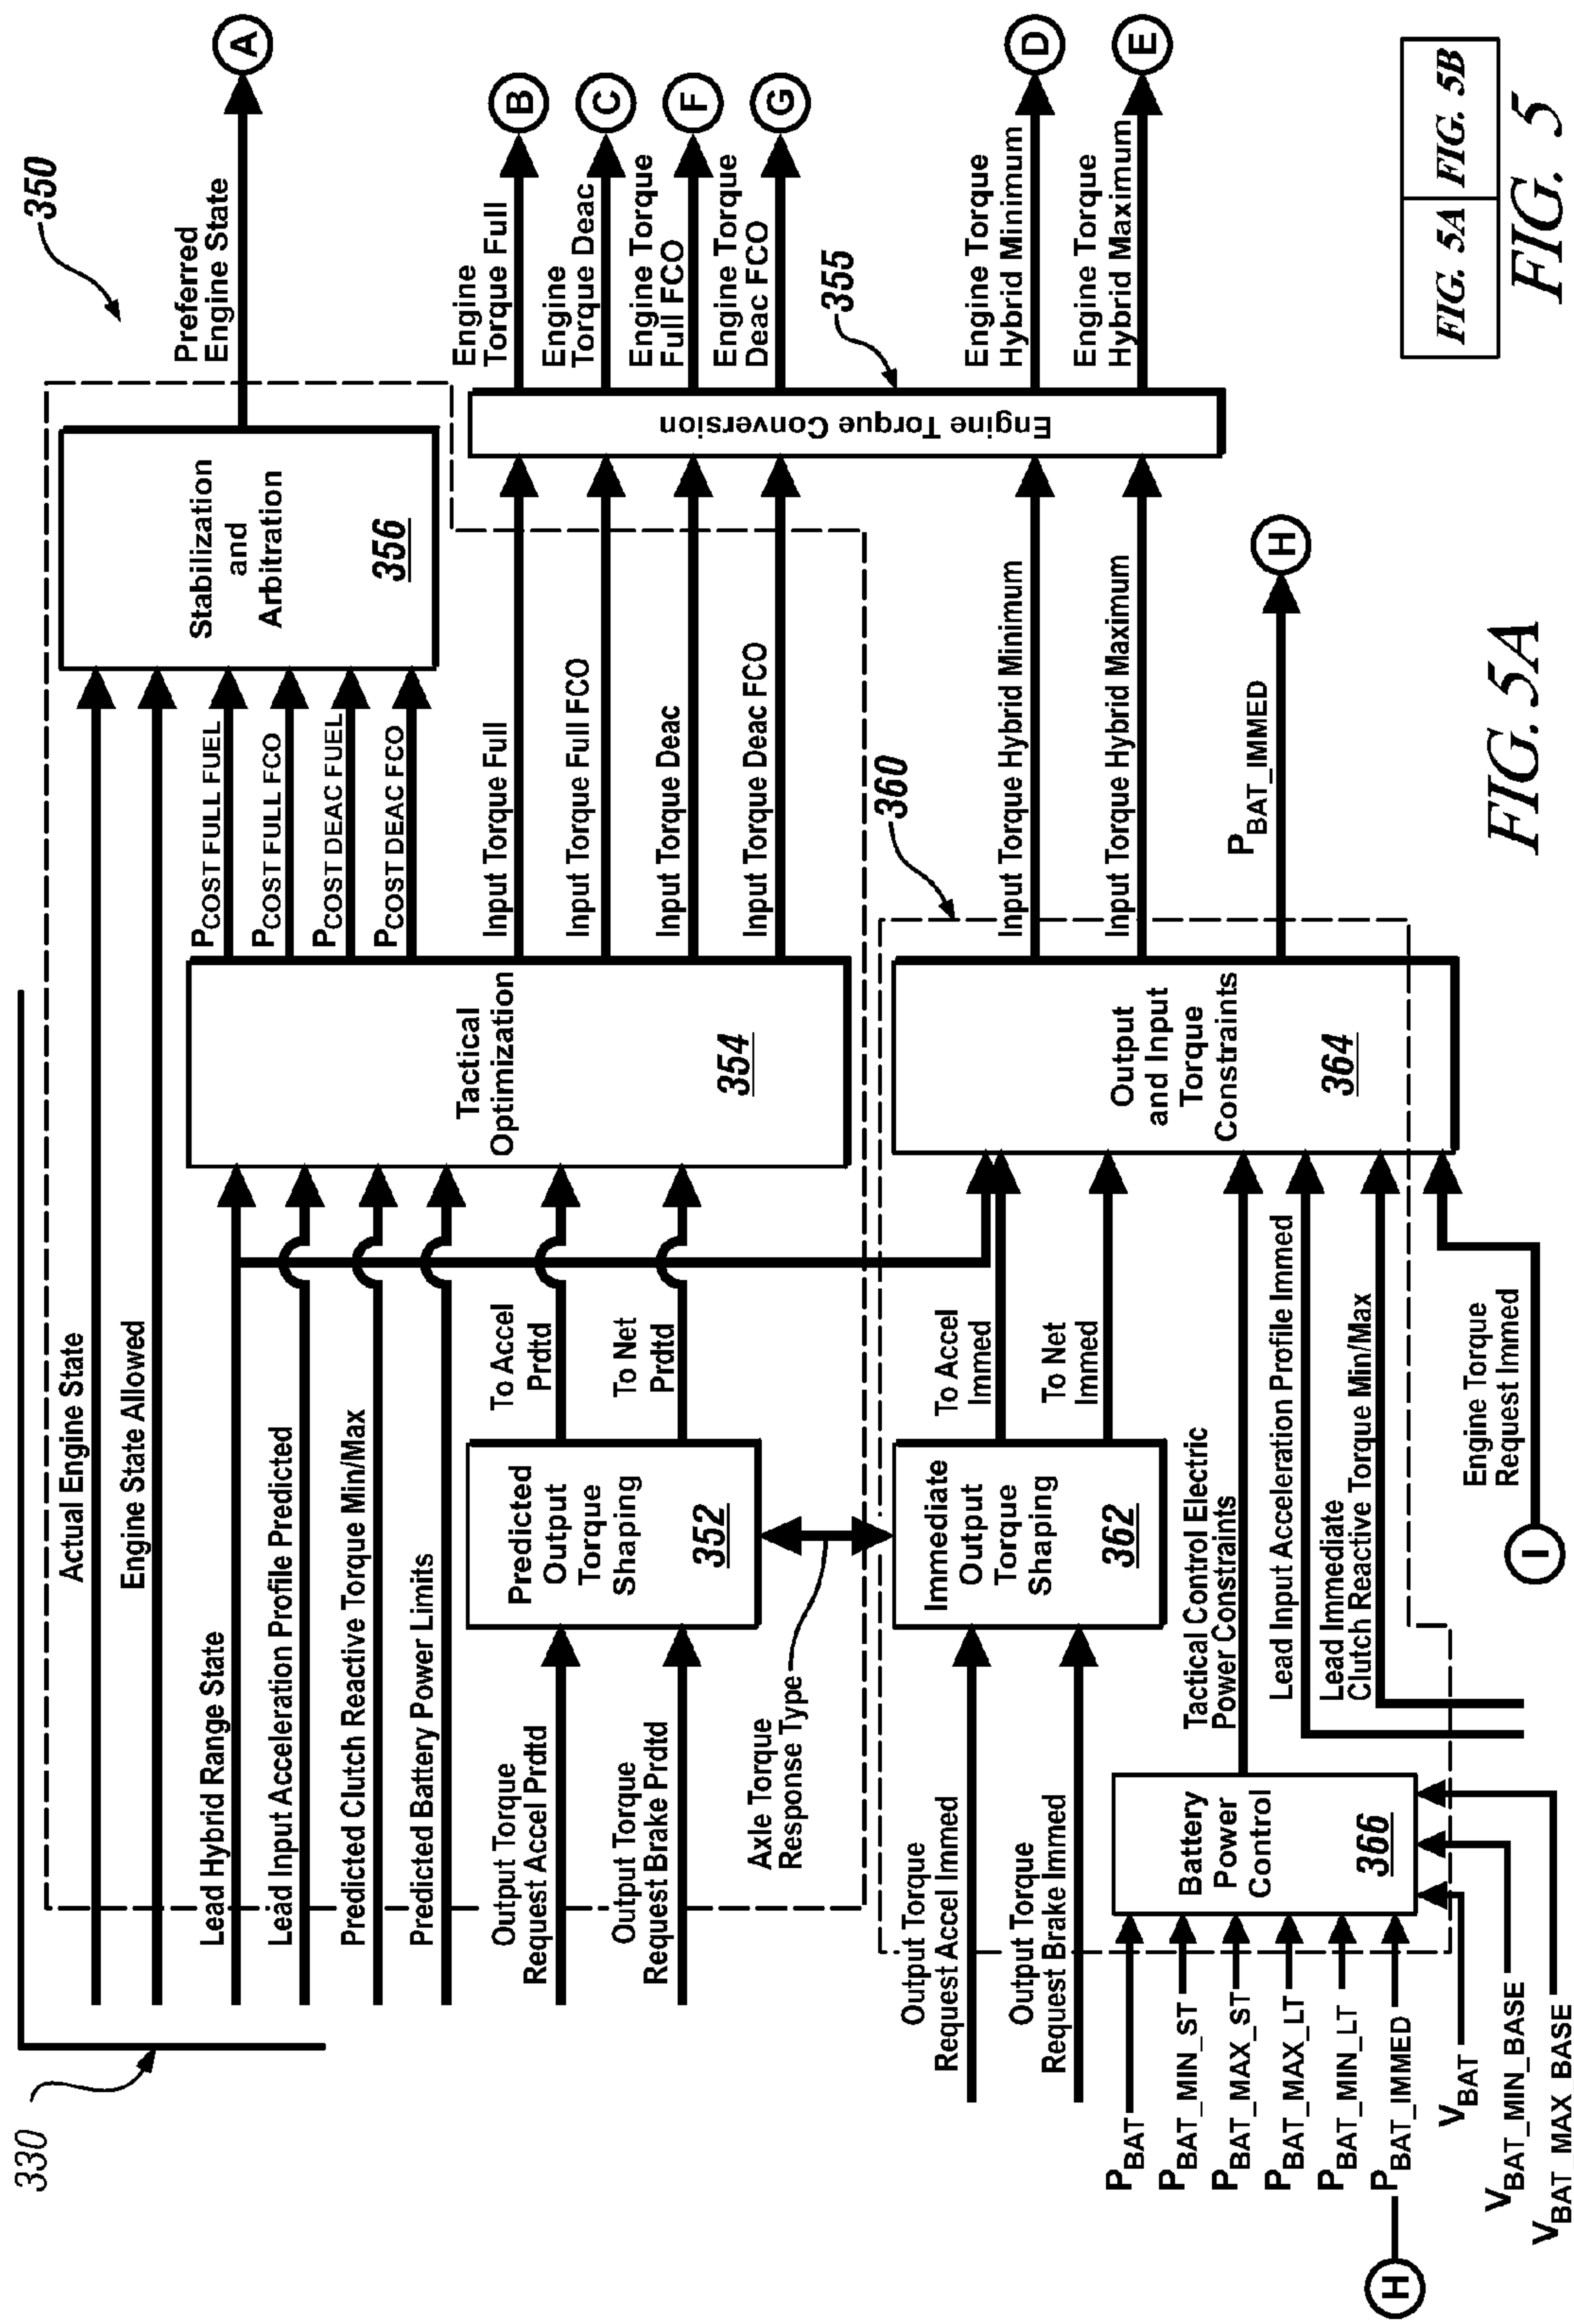 330
350
Actual Engine State
Engine State Allowed
Lead Hybrid Range State
Lead Input Acceleration Profile Predicted
Predicted Clutch Reactive Torque Min/Max
Predicted Battery Power Limits
Output Torque
Request Accel Prdtd
Output Torque
Request Brake Prdtd
Predicted
Output
Torque
Shaping
352
To Accel
Prdtd
To Net
Prdtd
Axle Torque
Response Type
Tactical
Optimization
354
PCOST FULL FUEL
PCOST FULL FCO
PCOST DEAC FUEL
PCOST DEAC FCO
Stabilization
and
Arbitration
356
Preferred
Engine State
A
Input Torque Full
Input Torque Full FCO
Input Torque Deac
Input Torque Deac FCO
Engine Torque Conversion
355
Engine
Torque Full
B
Engine
Torque Deac
C
Engine Torque
Full FCO
F
Engine Torque
Deac FCO
G
Engine Torque
Hybrid Minimum
D
Engine Torque
Hybrid Maximum
E
Output Torque
Request Accel Immed
Output Torque
Request Brake Immed
Immediate
Output
Torque
Shaping
362
To Accel
Immed
To Net
Immed
360
Output
and Input
Torque
Constraints
364
Input Torque Hybrid Minimum
Input Torque Hybrid Maximum
PBAT_IMMED
H
Tactical Control Electric
Power Constraints
Lead Input Acceleration Profile Immed
Lead Immediate
Clutch Reactive Torque Min/Max
Engine Torque
Request Immed
I
Battery
Power
Control
366
PBAT
PBAT_MIN_ST
PBAT_MAX_ST
PBAT_MAX_LT
PBAT_MIN_LT
H
PBAT_IMMED
VBAT
VBAT_MIN_BASE
VBAT_MAX_BASE
FIG. 5A
FIG. 5A
FIG. 5B
FIG. 5